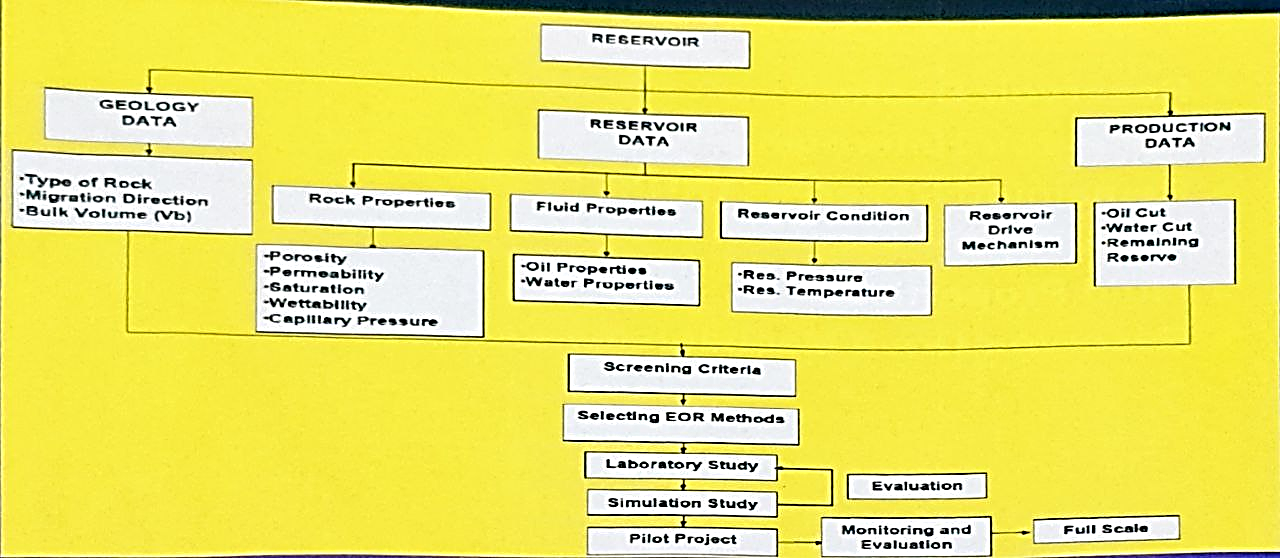 RESERVOIR
GEOLOGY
DATA
RESERVOIR
DATA
PRODUCTION
DATA
•Type of Rock
•Migration Direction
•Bulk Volume (Vb)
Rock Properties
Fluid Properties
Reservoir Condition
Reservoir
Drive
Mechanism
•Oil Cut
•Water Cut
•Remaining
Reserve
•Porosity
•Permeability
•Saturation
•Wettability
•Capillary Pressure
•Oil Properties
•Water Properties
•Res. Pressure
•Res. Temperature
Screening Criteria
Selecting EOR Methods
Laboratory Study
Evaluation
Simulation Study
Pilot Project
Monitoring and
Evaluation
Full Scale